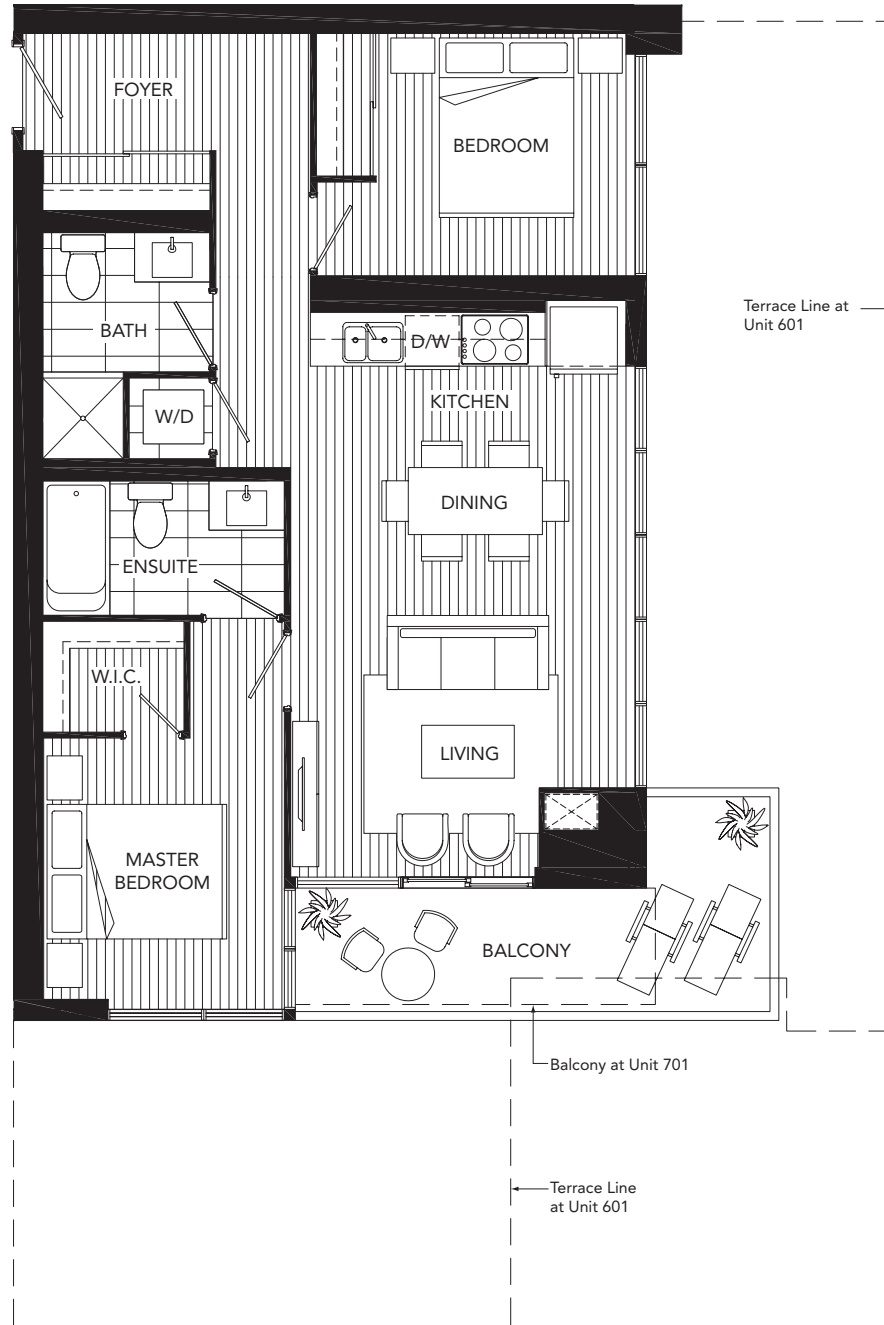 FOYER
BEDROOM
Terrace Line at
Unit 601
BATH
D/W
KITCHEN
W/D
DINING
ENSUITE
W.I.C.
LIVING
MASTER
BEDROOM
BALCONY
Balcony at Unit 701
Terrace Line
at Unit 601